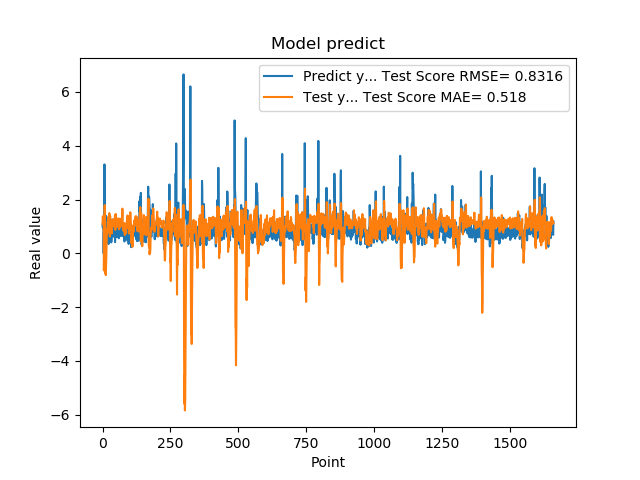 Model predict
Predict y... Test Score RMSE= 0.8316
Test y... Test Score MAE= 0.518
Real value
6
4
2
0
−2
−4
−6
0 250 500 750 1000 1250 1500
Point